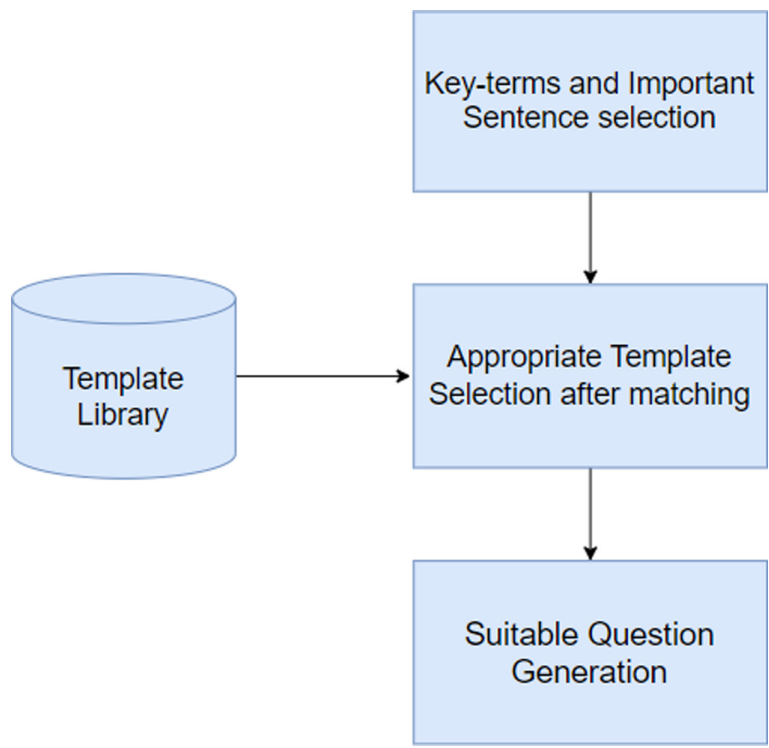 Key-terms and Important
Sentence selection
Template
Library
Appropriate Template
Selection after matching
Suitable Question
Generation